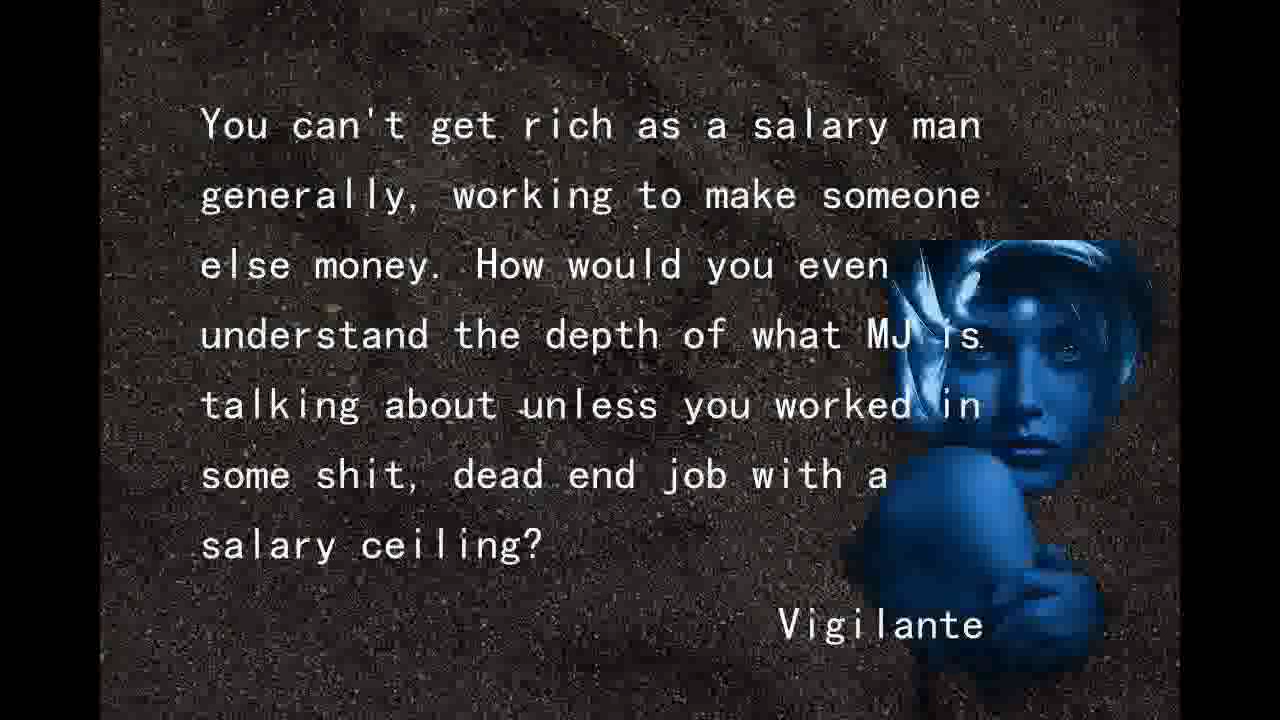 You can't get rich as a salary man
generally, working to make someone
else money. How would you even
understand the depth of what MJ is
talking about unless you worked in
some shit, dead end job with a
salary ceiling?
Vigilante